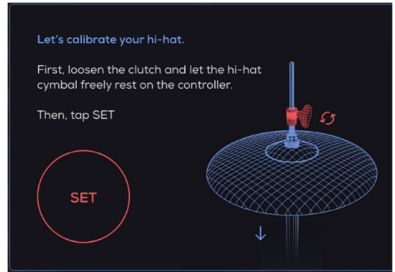 Let's calibrate your hi-hat.
First, loosen the clutch and let the hi-hat
cymbal freely rest on the controller.
Then, tap SET
SET